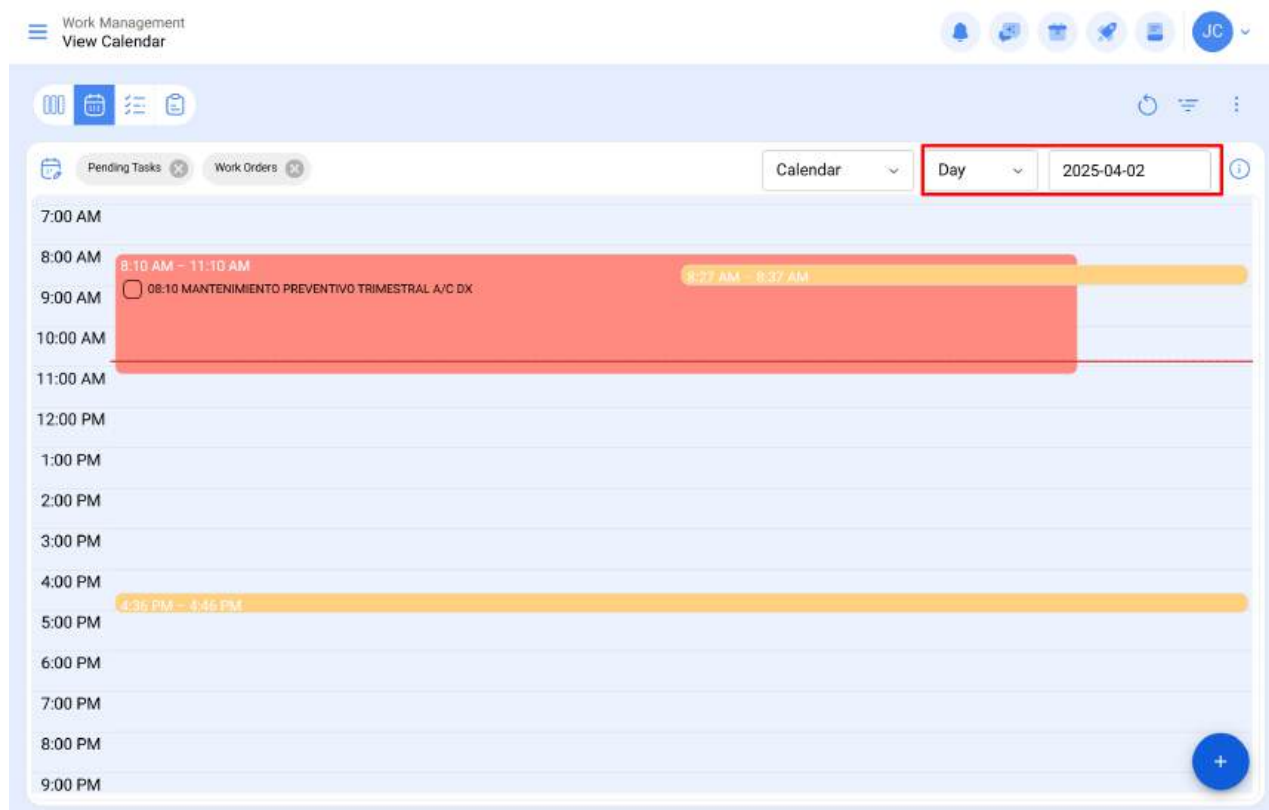 Work Management
View Calendar
JC
Pending Tasks
Work Orders
Calendar
Day
2025-04-02
7:00 AM
8:00 AM
8:10 AM – 11:10 AM
8:27 AM – 8:37 AM
08:10 MANTENIMIENTO PREVENTIVO TRIMESTRAL A/C DX
9:00 AM
10:00 AM
11:00 AM
12:00 PM
1:00 PM
2:00 PM
3:00 PM
4:00 PM
4:36 PM – 4:46 PM
5:00 PM
6:00 PM
7:00 PM
8:00 PM
9:00 PM